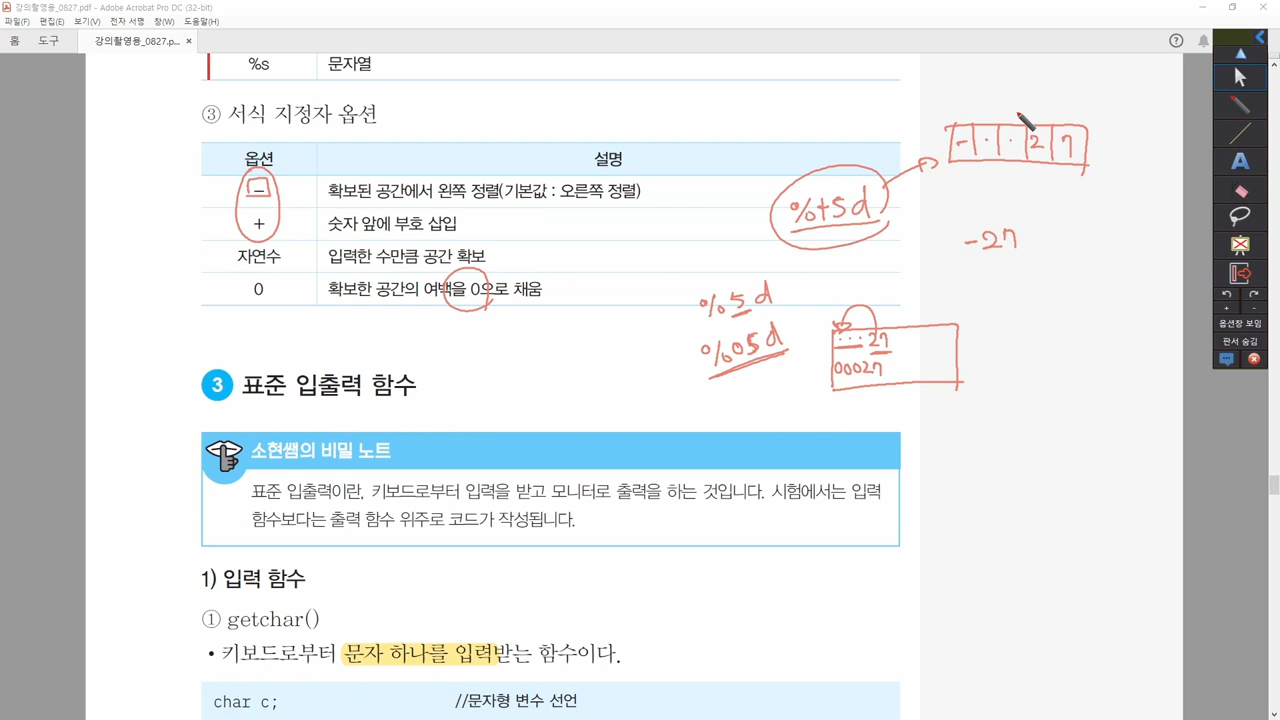 강의촬영용_0827.pdf - Adobe Acrobat Pro DC (32-bit)
파일(F) 편집(E) 보기(V) 전자 서명 창(W) 도움말(H)
홈 도구 강의촬영용_0827.p... ×
%s 문자열
③ 서식 지정자 옵션
옵션 설명
– 확보된 공간에서 왼쪽 정렬(기본값 : 오른쪽 정렬)
+ 숫자 앞에 부호 삽입
자연수 입력한 수만큼 공간 확보
0 확보한 공간의 여백을 0으로 채움
%+5d
- · · 2 7
-27
%5d
%05d
· · · 27
00027
3 표준 입출력 함수
소현쌤의 비밀 노트
표준 입출력이란, 키보드로부터 입력을 받고 모니터로 출력을 하는 것입니다. 시험에서는 입력
함수보다는 출력 함수 위주로 코드가 작성됩니다.
1) 입력 함수
① getchar()
• 키보드로부터 문자 하나를 입력받는 함수이다.
char c; //문자형 변수 선언
A
+ -
옵션창 보임
판서 숨김